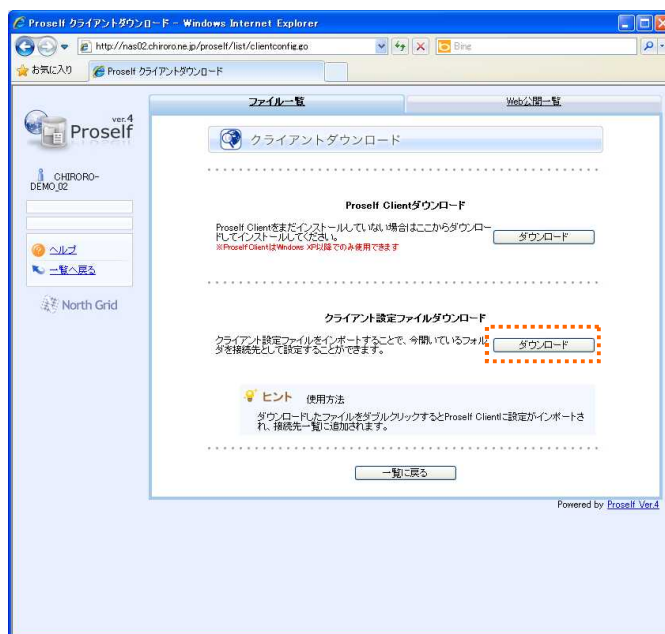 Proself クライアントダウンロード - Windows Internet Explorer
http://nas02.chiroro.ne.jp/proself/list/clientconfig.go
Bing
お気に入り
Proself クライアントダウンロード
ver.4
Proself
CHIRORO-
DEMO_02
ヘルプ
一覧へ戻る
North Grid
ファイル一覧
Web公開一覧
クライアントダウンロード
Proself Clientダウンロード
Proself Clientをまだインストールしていない場合はここからダウンロー
ドしてインストールしてください。
※Proself ClientはWindows XP以降でのみ使用できます
ダウンロード
クライアント設定ファイルダウンロード
クライアント設定ファイルをインポートすることで、今開いているフォル
ダを接続先として設定することができます。
ダウンロード
ヒント 使用方法
ダウンロードしたファイルをダブルクリックするとProself Clientに設定がインポートさ
れ、接続先一覧に追加されます。
一覧に戻る
Powered by Proself Ver.4